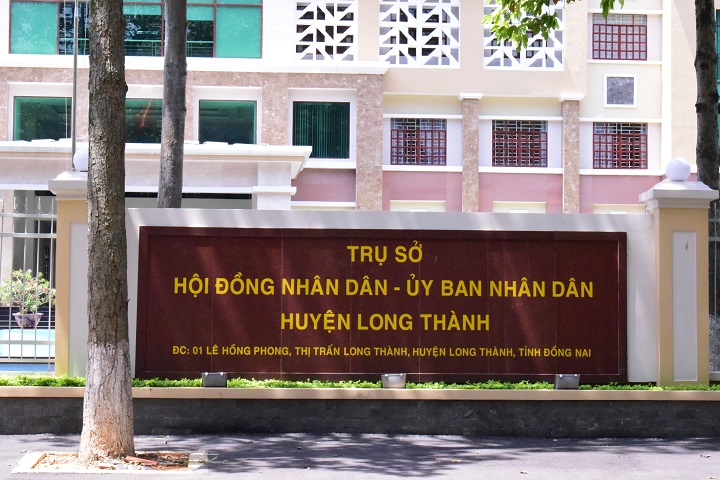 TRỤ SỞ
HỘI ĐỒNG NHÂN DÂN - ỦY BAN NHÂN DÂN
HUYỆN LONG THÀNH
ĐC: 01 LÊ HỒNG PHONG, THỊ TRẤN LONG THÀNH, HUYỆN LONG THÀNH, TỈNH ĐỒNG NAI